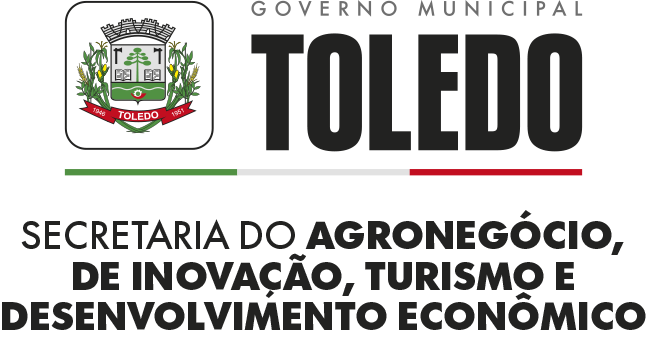 GOVERNO MUNICIPAL
TOLEDO
1946 TOLEDO 1951
SECRETARIA DO AGRONEGÓCIO,
DE INOVAÇÃO, TURISMO E
DESENVOLVIMENTO ECONÔMICO